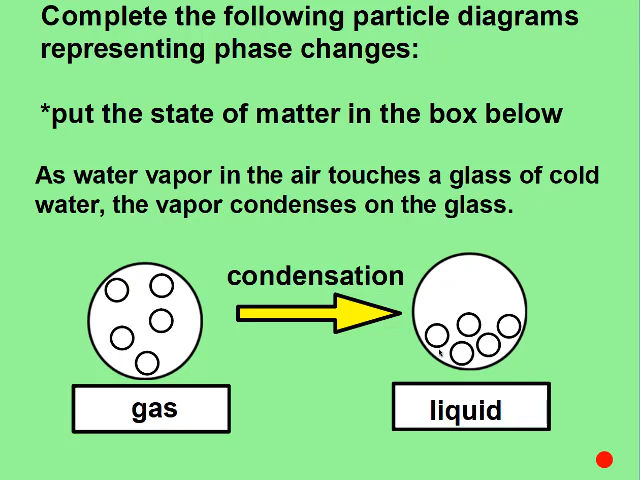 Complete the following particle diagrams
representing phase changes:
*put the state of matter in the box below
As water vapor in the air touches a glass of cold
water, the vapor condenses on the glass.
condensation
gas
liquid